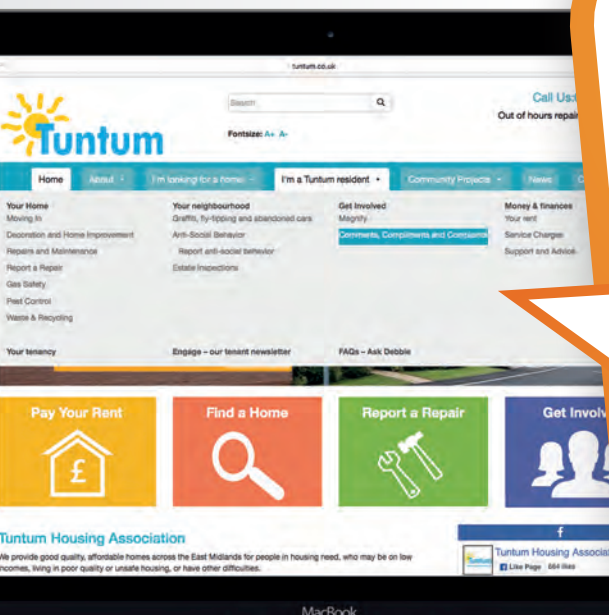 tuntum.co.uk
Tuntum
Search
Fontsize: A+ A-
Call Us:
Out of hours repai
Home About I'm looking for a home I'm a Tuntum resident Community Projects News
Your Home
Moving In
Decoration and Home Improvement
Repairs and Maintenance
Report a Repair
Gas Safety
Pest Control
Waste & Recycling
Your tenancy
Your neighbourhood
Graffiti, fly-tipping and abandoned cars
Anti-Social Behavior
Report anti-social behavior
Estate Inspections
Engage – our tenant newsletter
Get Involved
Magnify
Comments, Compliments and Complaints
FAQs – Ask Debbie
Money & finances
Your rent
Service Charges
Support and Advice
Pay Your Rent
£
Find a Home
Report a Repair
Get Involv
Tuntum Housing Association
We provide good quality, affordable homes across the East Midlands for people in housing need, who may be on low
incomes, living in poor quality or unsafe housing, or have other difficulties.
f
Tuntum Housing Associa
Like Page 664 likes
MacBook